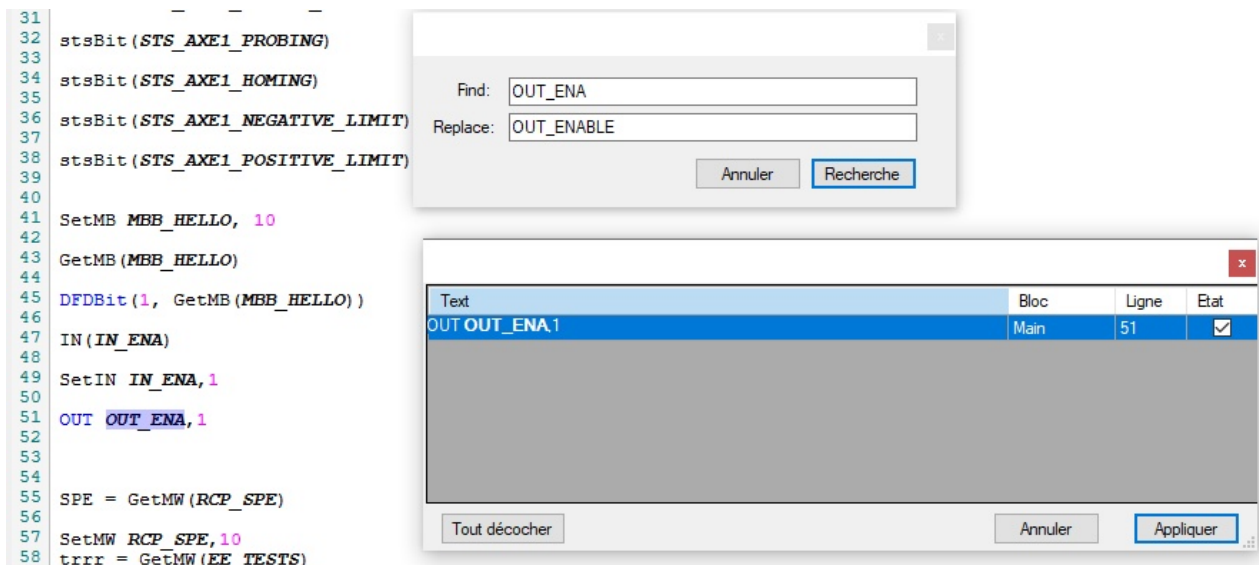 31
32 stsBit(STS_AXE1_PROBING)
33
34 stsBit(STS_AXE1_HOMING)
35
36 stsBit(STS_AXE1_NEGATIVE_LIMIT)
37
38 stsBit(STS_AXE1_POSITIVE_LIMIT)
39
40
41 SetMB MBB_HELLO, 10
42
43 GetMB(MBB_HELLO)
44
45 DFDBit(1, GetMB(MBB_HELLO))
46
47 IN(IN_ENA)
48
49 SetIN IN_ENA,1
50
51 OUT OUT_ENA,1
52
53
54
55 SPE = GetMW(RCP_SPE)
56
57 SetMW RCP_SPE,10
58 trrr = GetMW(EE_TESTS)
x
Find: OUT_ENA
Replace: OUT_ENABLE
Annuler Recherche
x
Text Bloc Ligne Etat
OUT OUT_ENA,1 Main 51
Tout décocher Annuler Appliquer